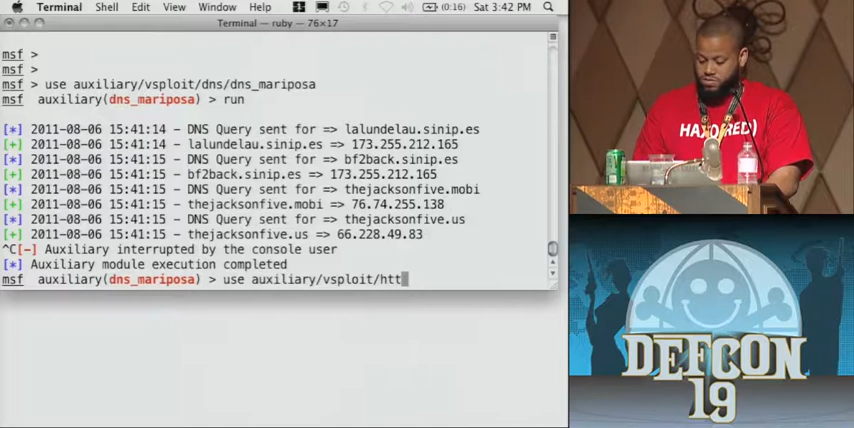 Terminal Shell Edit View Window Help (0:16) Sat 3:42 PM
Terminal — ruby — 76×17
msf >
msf >
msf > use auxiliary/vsploit/dns/dns_mariposa
msf auxiliary(dns_mariposa) > run
[*] 2011-08-06 15:41:14 - DNS Query sent for => lalundelau.sinip.es
[+] 2011-08-06 15:41:14 - lalundelau.sinip.es => 173.255.212.165
[*] 2011-08-06 15:41:15 - DNS Query sent for => bf2back.sinip.es
[+] 2011-08-06 15:41:15 - bf2back.sinip.es => 173.255.212.165
[*] 2011-08-06 15:41:15 - DNS Query sent for => thejacksonfive.mobi
[+] 2011-08-06 15:41:15 - thejacksonfive.mobi => 76.74.255.138
[*] 2011-08-06 15:41:15 - DNS Query sent for => thejacksonfive.us
[+] 2011-08-06 15:41:15 - thejacksonfive.us => 66.228.49.83
^C[-] Auxiliary interrupted by the console user
[*] Auxiliary module execution completed
msf auxiliary(dns_mariposa) > use auxiliary/vsploit/htt
DEFCON
19